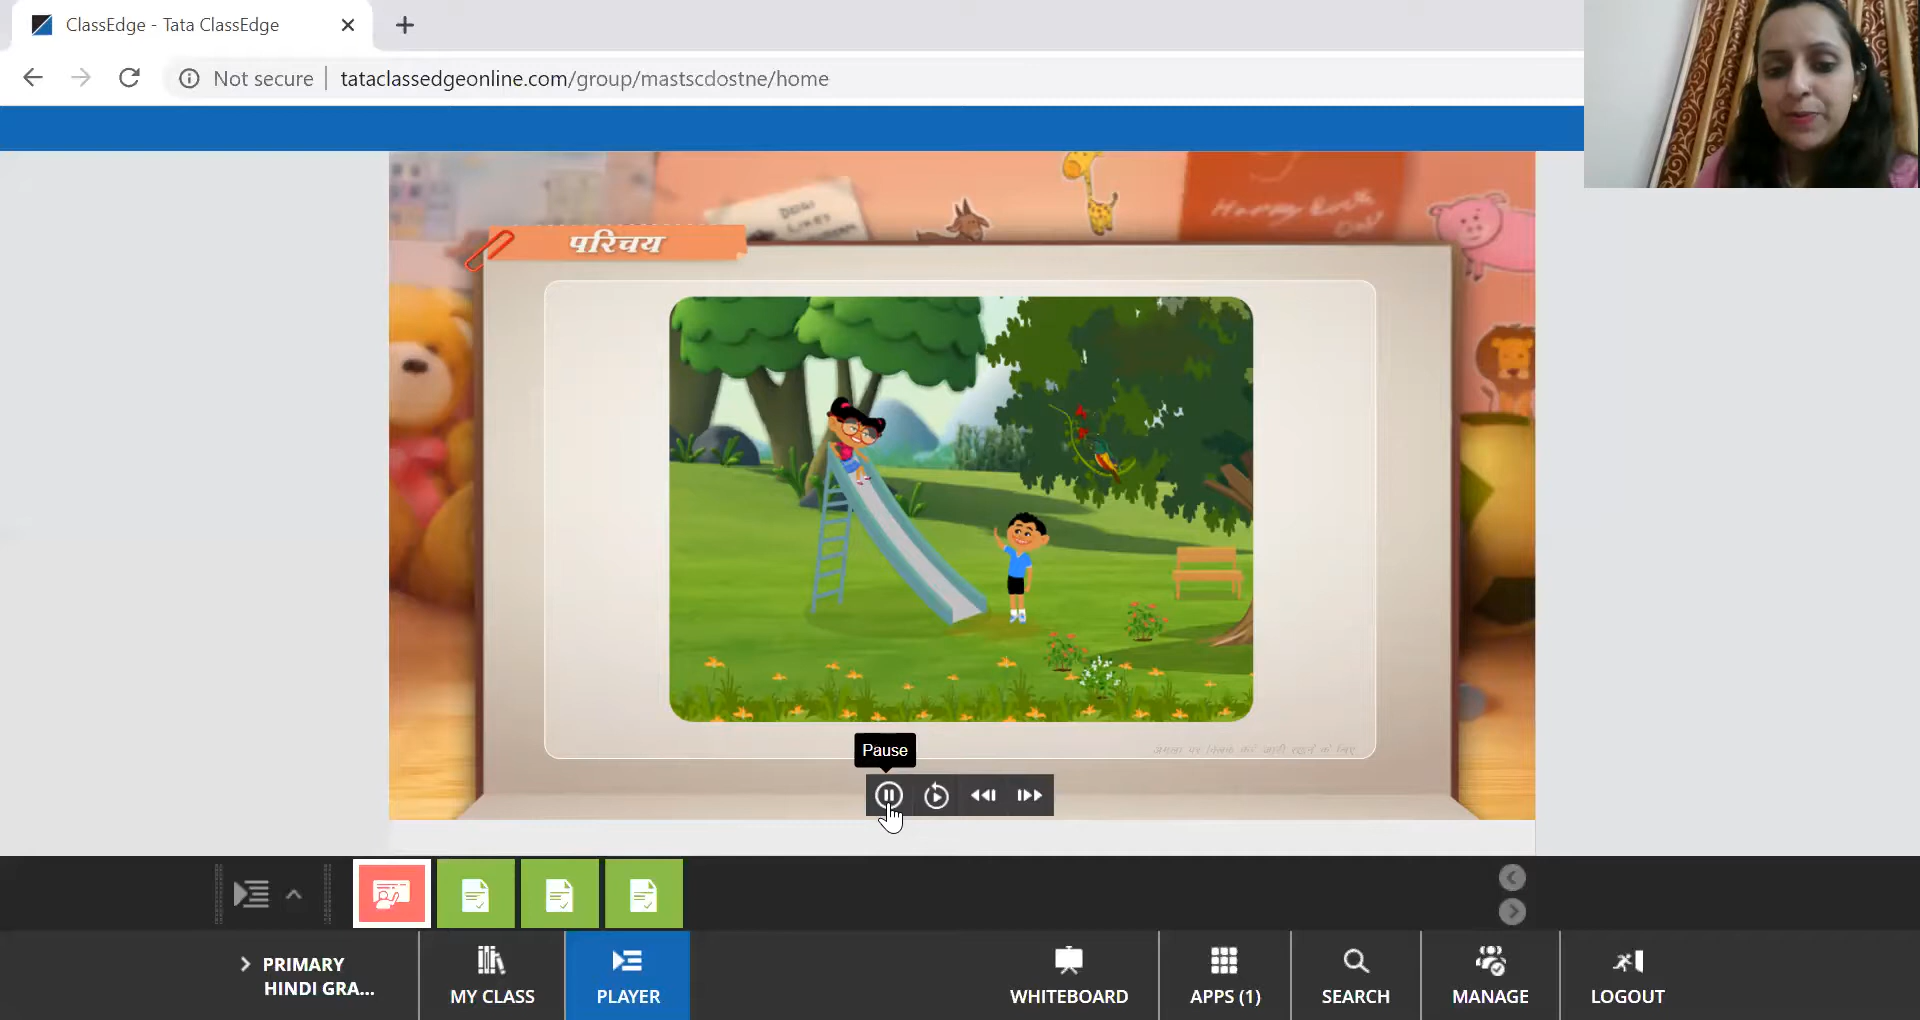 ClassEdge - Tata ClassEdge
Not secure
tataclassedgeonline.com/group/mastscdostne/home
परिचय
Pause
PRIMARY
HINDI GRA...
MY CLASS
PLAYER
WHITEBOARD
APPS (1)
SEARCH
MANAGE
LOGOUT